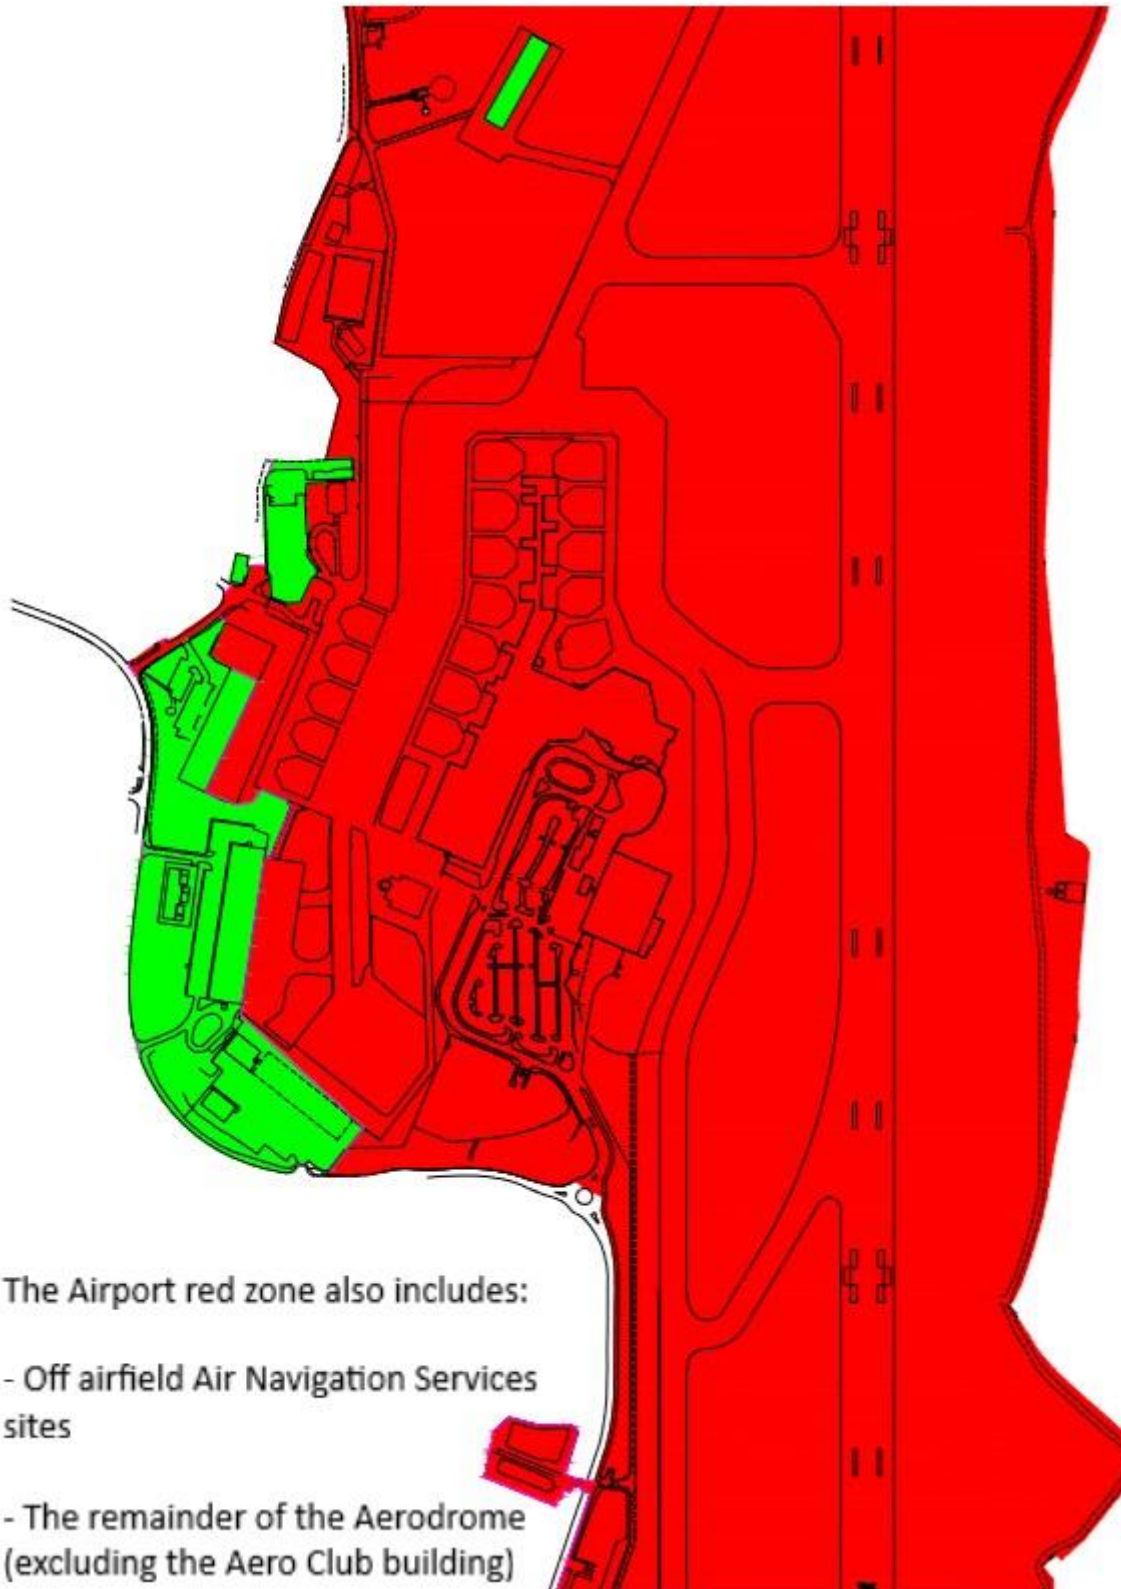 The Airport red zone also includes:
- Off airfield Air Navigation Services
sites
- The remainder of the Aerodrome
(excluding the Aero Club building)